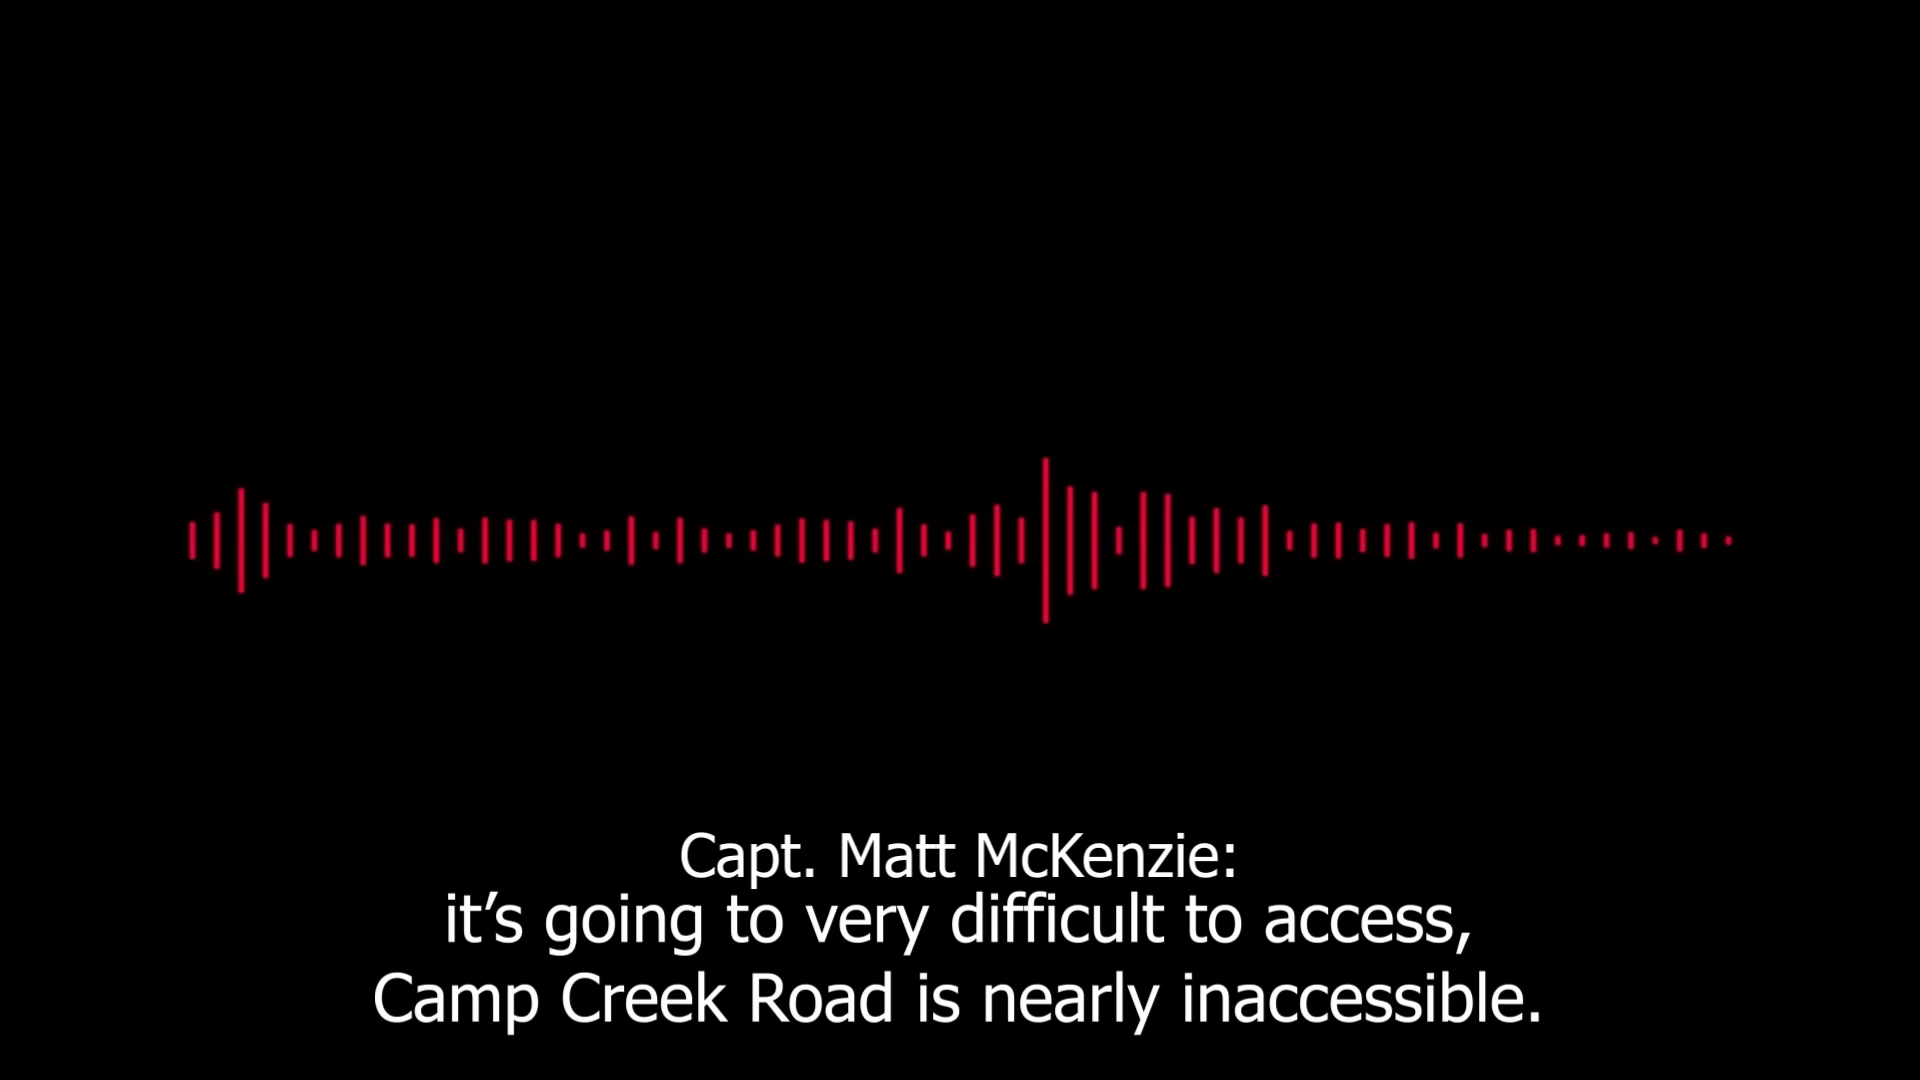 Capt. Matt McKenzie:
it’s going to very difficult to access,
Camp Creek Road is nearly inaccessible.